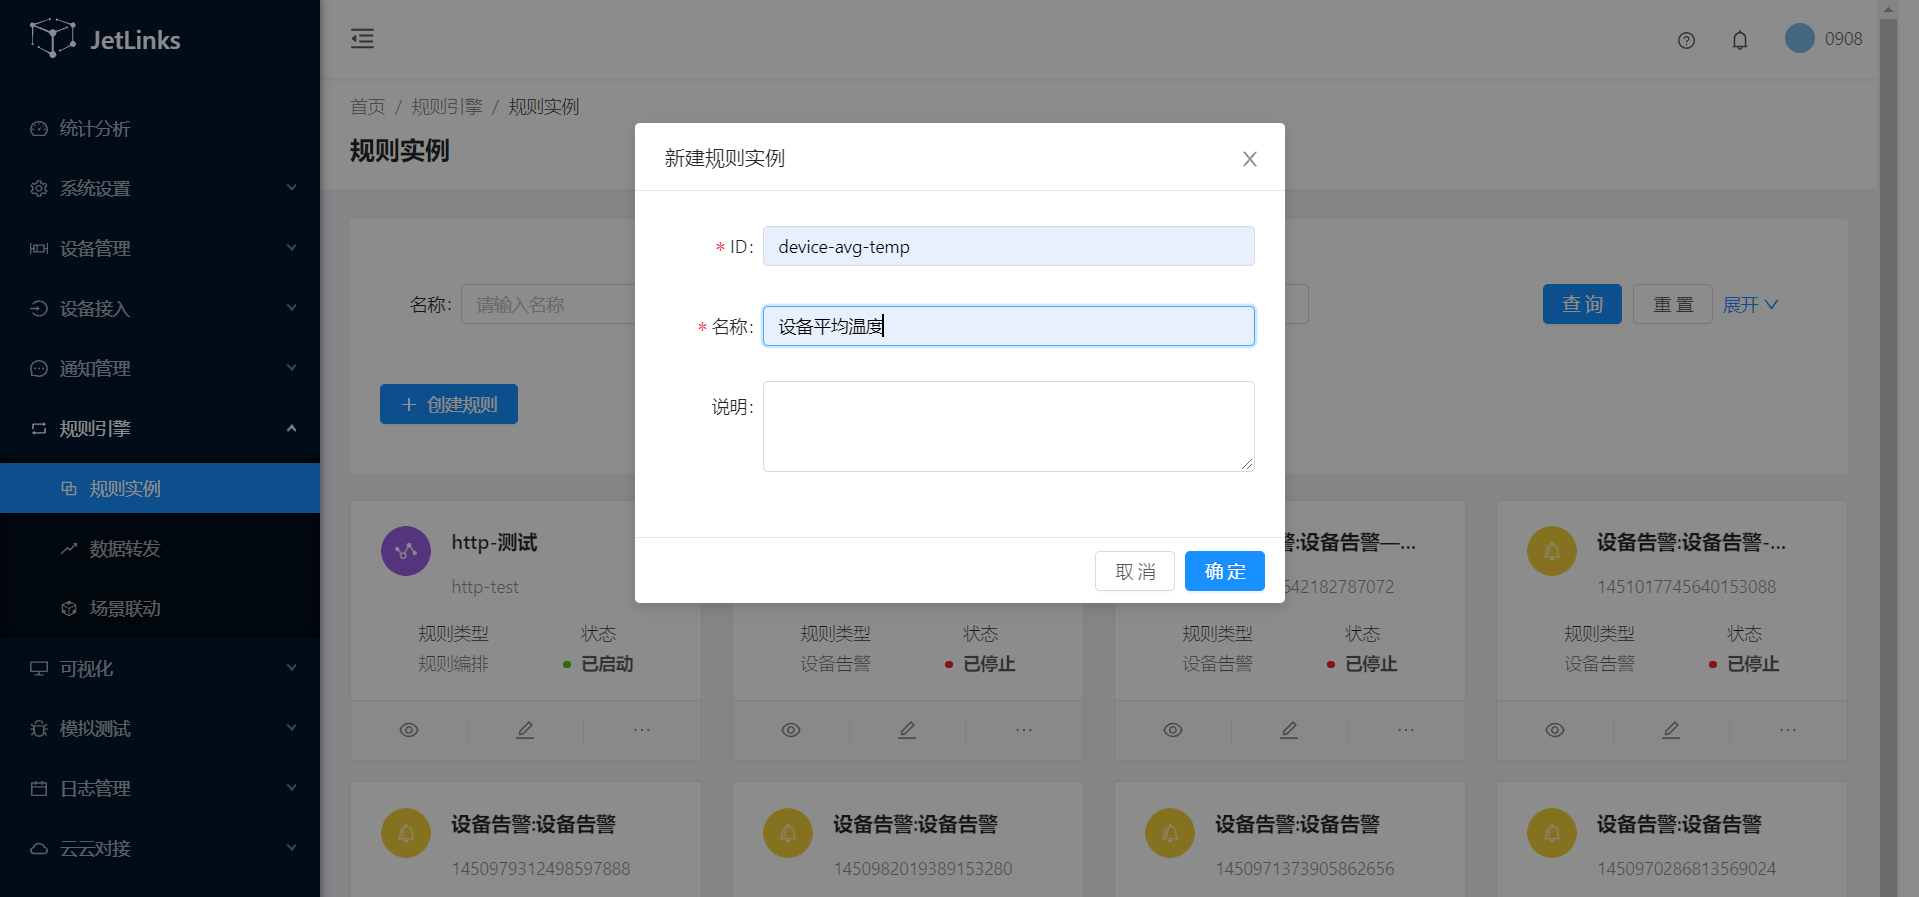 JetLinks
0908
统计分析
系统设置
设备管理
设备接入
通知管理
规则引擎
规则实例
数据转发
场景联动
可视化
模拟测试
日志管理
云云对接
首页 / 规则引擎 / 规则实例
规则实例
名称: 请输入名称
查 询 重 置 展开
创建规则
新建规则实例
* ID: device-avg-temp
* 名称: 设备平均温度
说明:
取 消 确 定
http-测试
http-test
规则类型 状态
规则编排 已启动
规则类型 状态
设备告警 已停止
警:设备告警—...
642182787072
规则类型 状态
设备告警 已停止
设备告警:设备告警-...
1451017745640153088
规则类型 状态
设备告警 已停止
设备告警:设备告警
1450979312498597888
设备告警:设备告警
1450982019389153280
设备告警:设备告警
1450971373905862656
设备告警:设备告警
1450970286813569024